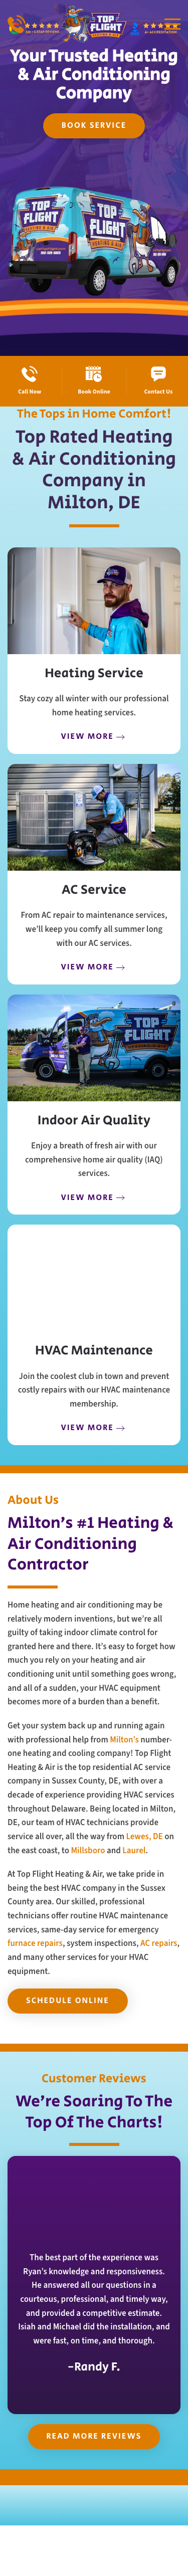 TOP FLIGHT
HEATING & AIR
Your Trusted Heating
& Air Conditioning
Company
BOOK SERVICE
TOP
FLIGHT
HEATING & AIR
TOP
FLIGHT
HEATING & AIR
Call Now
Book Online
Contact Us
The Tops in Home Comfort!
Top Rated Heating
& Air Conditioning
Company in
Milton, DE
Heating Service
Stay cozy all winter with our professional
home heating services.
VIEW MORE
AC Service
From AC repair to maintenance services,
we'll keep you comfy all summer long
with our AC services.
VIEW MORE
TOP
FLIGHT
Indoor Air Quality
Enjoy a breath of fresh air with our
comprehensive home air quality (IAQ)
services.
VIEW MORE
HVAC Maintenance
Join the coolest club in town and prevent
costly repairs with our HVAC maintenance
membership.
VIEW MORE
About Us
Milton's #1 Heating &
Air Conditioning
Contractor
Home heating and air conditioning may be
relatively modern inventions, but we're all
guilty of taking indoor climate control for
granted here and there. It's easy to forget how
much you rely on your heating and air
conditioning unit until something goes wrong,
and all of a sudden, your HVAC equipment
becomes more of a burden than a benefit.
Get your system back up and running again
with professional help from Milton's number-
one heating and cooling company! Top Flight
Heating & Air is the top residential AC service
company in Sussex County, DE, with over a
decade of experience providing HVAC services
throughout Delaware. Being located in Milton,
DE, our team of HVAC technicians provide
service all over, all the way from Lewes, DE on
the east coast, to Millsboro and Laurel.
At Top Flight Heating & Air, we take pride in
being the best HVAC company in the Sussex
County area. Our skilled, professional
technicians offer routine HVAC maintenance
services, same-day service for emergency
furnace repairs, system inspections, AC repairs,
and many other services for your HVAC
equipment.
SCHEDULE ONLINE
Customer Reviews
We're Soaring To The
Top Of The Charts!
The best part of the experience was
Ryan's knowledge and responsiveness.
He answered all our questions in a
courteous, professional, and timely way,
and provided a competitive estimate.
Isiah and Michael did the installation, and
were fast, on time, and thorough.
-Randy F.
READ MORE REVIEWS